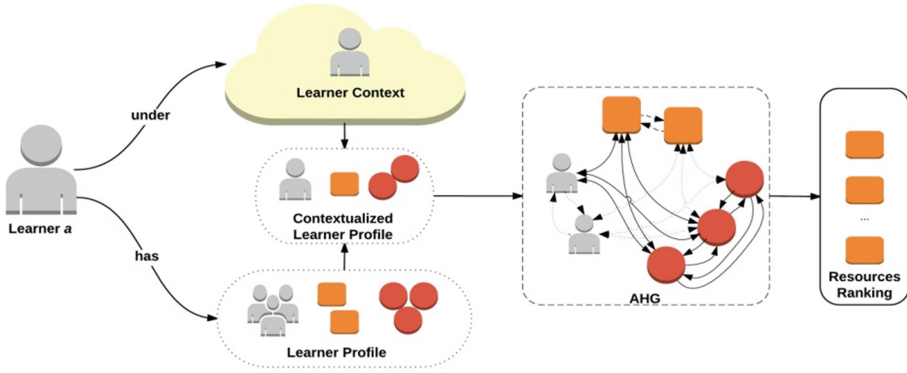 Learner a
under
has
Learner Context
Contextualized
Learner Profile
Learner Profile
AHG
...
Resources
Ranking